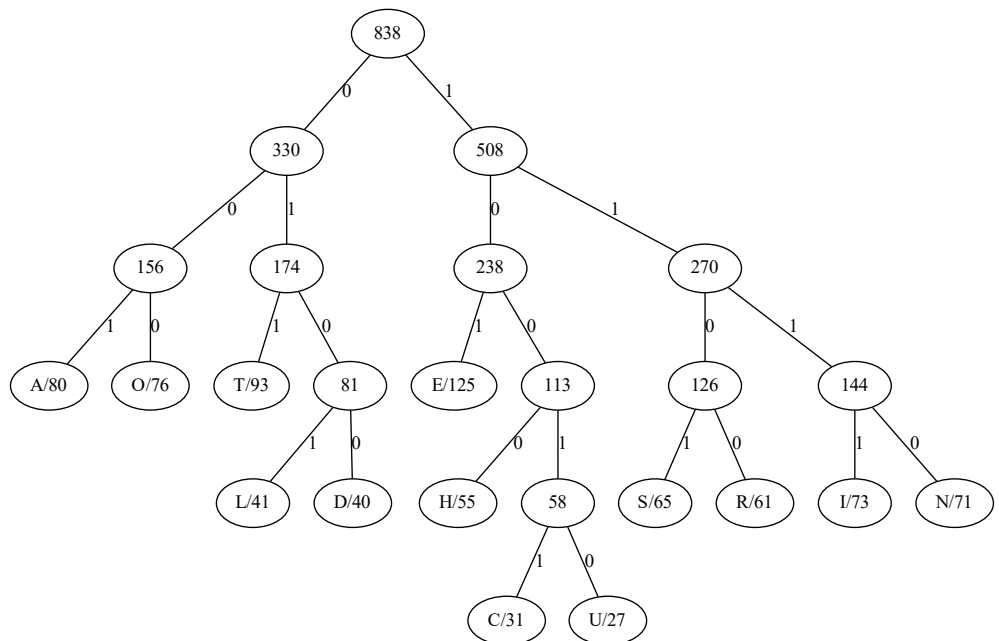 838
0 1
330 508
0 1 0 1
156 174 238 270
1 0 1 0 1 0 0 1
A/80 O/76 T/93 81 E/125 113 126 144
1 0 0 1 1 0 1 0
L/41 D/40 H/55 58 S/65 R/61 I/73 N/71
1 0
C/31 U/27